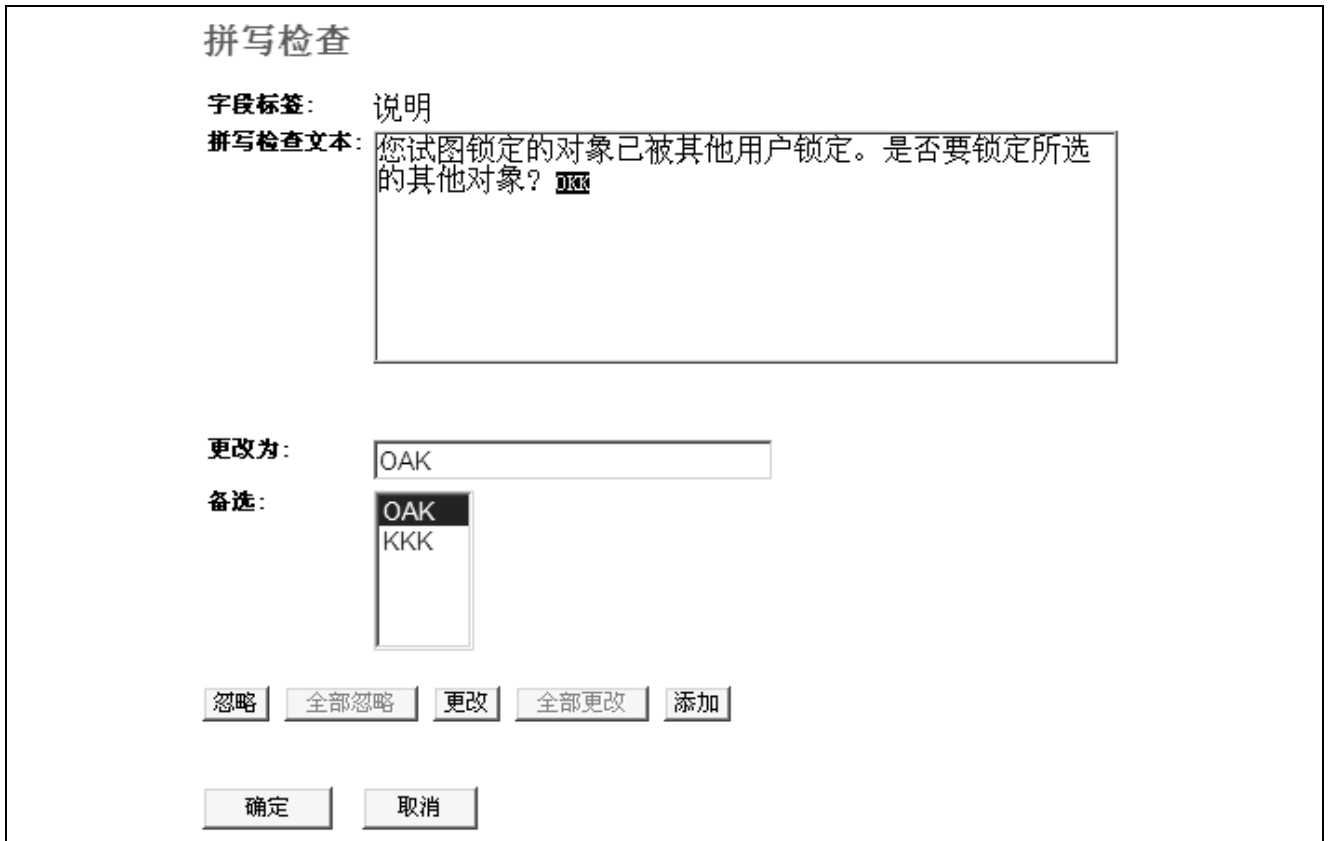 拼写检查
字段标签: 说明
拼写检查文本: 您试图锁定的对象已被其他用户锁定。是否要锁定所选
的其他对象? OKK
更改为: OAK
备选: OAK
KKK
忽略 全部忽略 更改 全部更改 添加
确定 取消